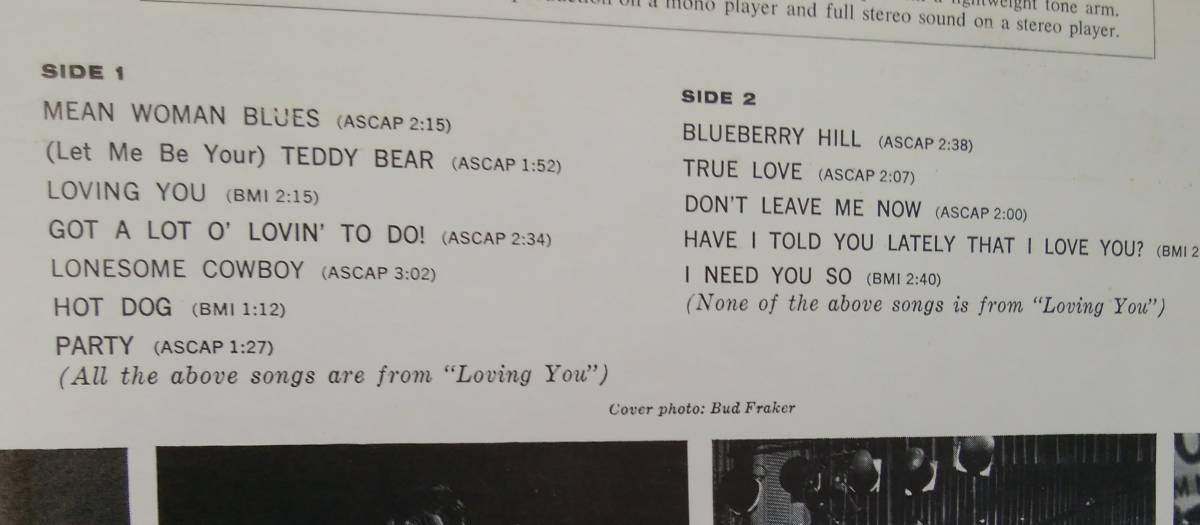 on a mono player and full stereo sound on a stereo player.
lightweight tone arm.
SIDE 1
MEAN WOMAN BLUES (ASCAP 2:15)
(Let Me Be Your) TEDDY BEAR (ASCAP 1:52)
LOVING YOU (BMI 2:15)
GOT A LOT O' LOVIN' TO DO! (ASCAP 2:34)
LONESOME COWBOY (ASCAP 3:02)
HOT DOG (BMI 1:12)
PARTY (ASCAP 1:27)
(All the above songs are from "Loving You")
SIDE 2
BLUEBERRY HILL (ASCAP 2:38)
TRUE LOVE (ASCAP 2:07)
DON'T LEAVE ME NOW (ASCAP 2:00)
HAVE I TOLD YOU LATELY THAT I LOVE YOU? (BMI 2
I NEED YOU SO (BMI 2:40)
(None of the above songs is from "Loving You")
Cover photo: Bud Fraker